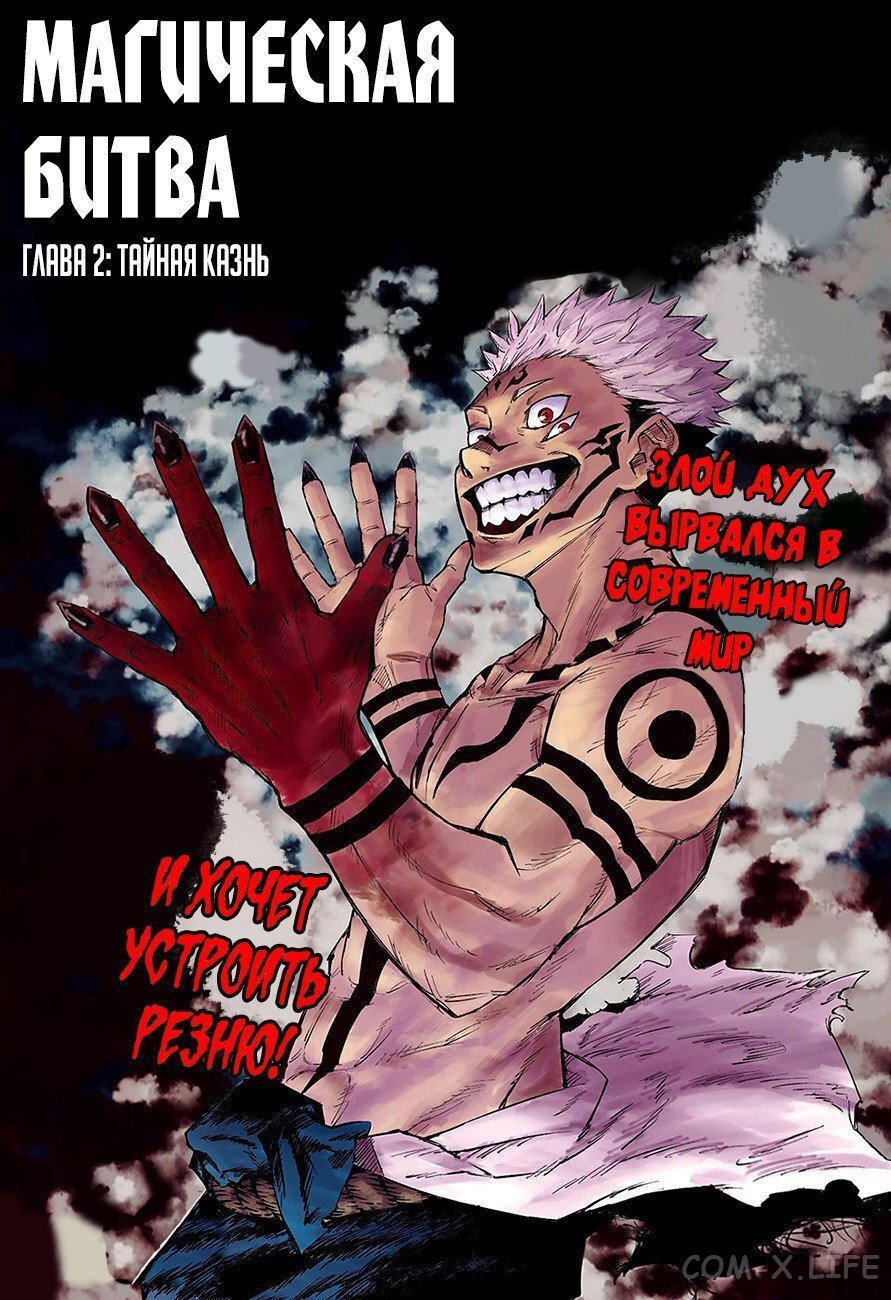 МАГИЧЕСКАЯ
БИТВА
ГЛАВА 2: ТАЙНАЯ КАЗНЬ
ЗЛОЙ ДУХ
ВЫРВАЛСЯ В
СОВРЕМЕННЫЙ
МИР
И ХОЧЕТ
УСТРОИТЬ
РЕЗНЮ!
COM-X.LIFE